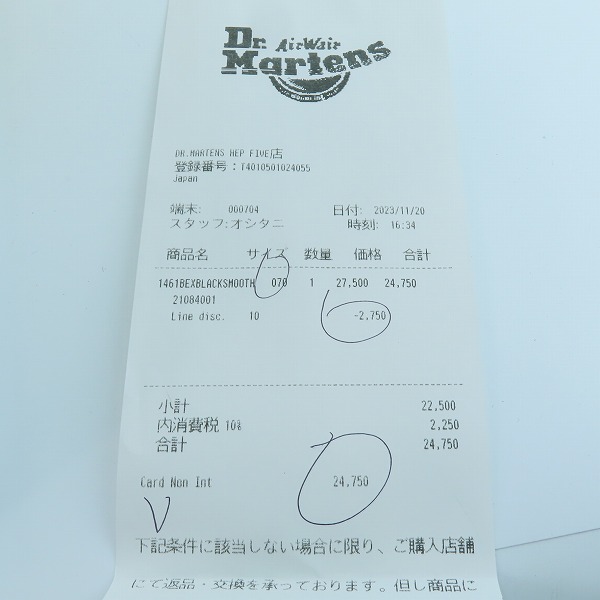 Dr. AirWair
Martens
DR.MARTENS HEP FIVE店
登録番号：T4010501024055
Japan
端末: 000704 日付: 2023/11/20
スタッフ:オシタニ 時刻: 16:34
商品名 サイズ 数量 価格 合計
1461BEXBLACKSMOOTH 070 1 27,500 24,750
21084001
Line disc. 10 -2,750
小計 22,500
内消費税 10% 2,250
合計 24,750
Card Non Int 24,750
下記条件に該当しない場合に限り、ご購入店舗
にて返品・交換を承っております。但し商品に